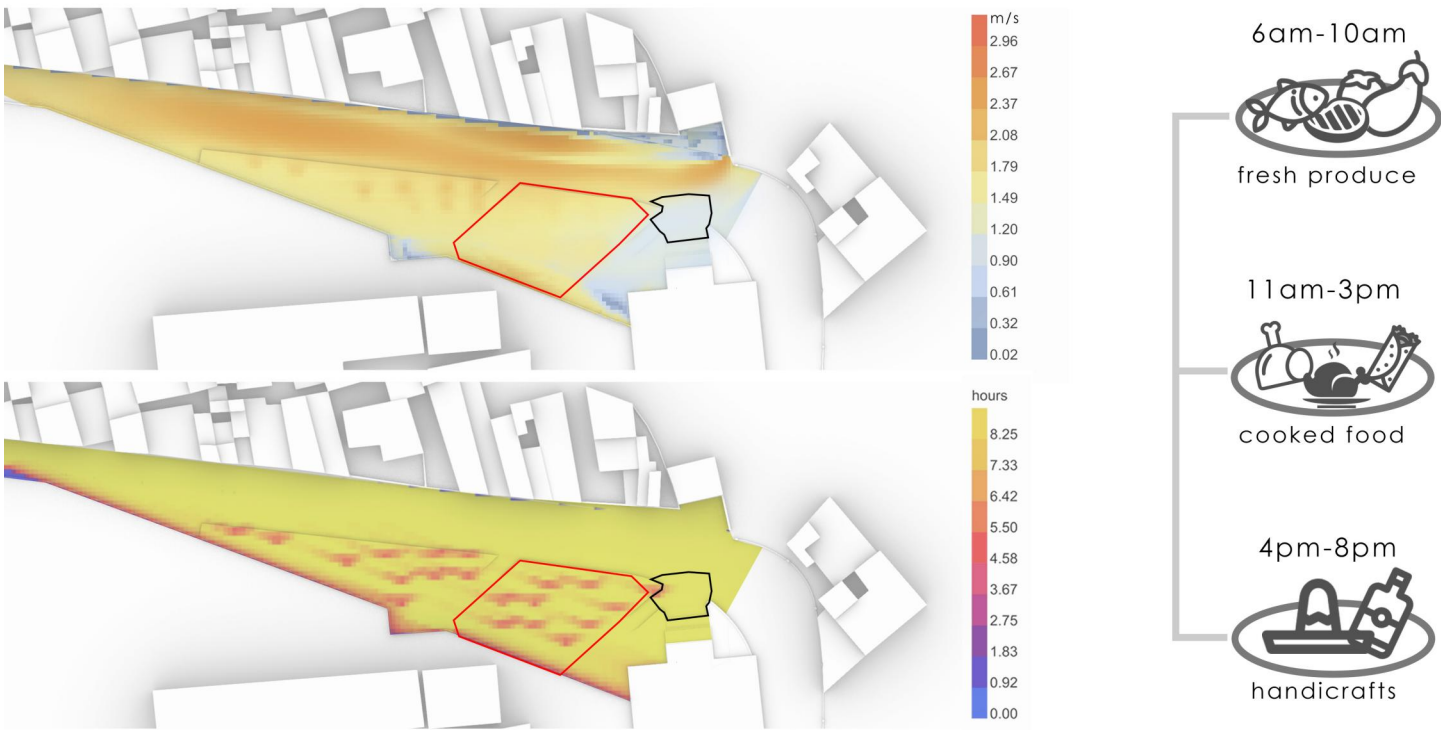 m/s
2.96
2.67
2.37
2.08
1.79
1.49
1.20
0.90
0.61
0.32
0.02
hours
8.25
7.33
6.42
5.50
4.58
3.67
2.75
1.83
0.92
0.00
6am-10am
fresh produce
11am-3pm
cooked food
4pm-8pm
handicrafts